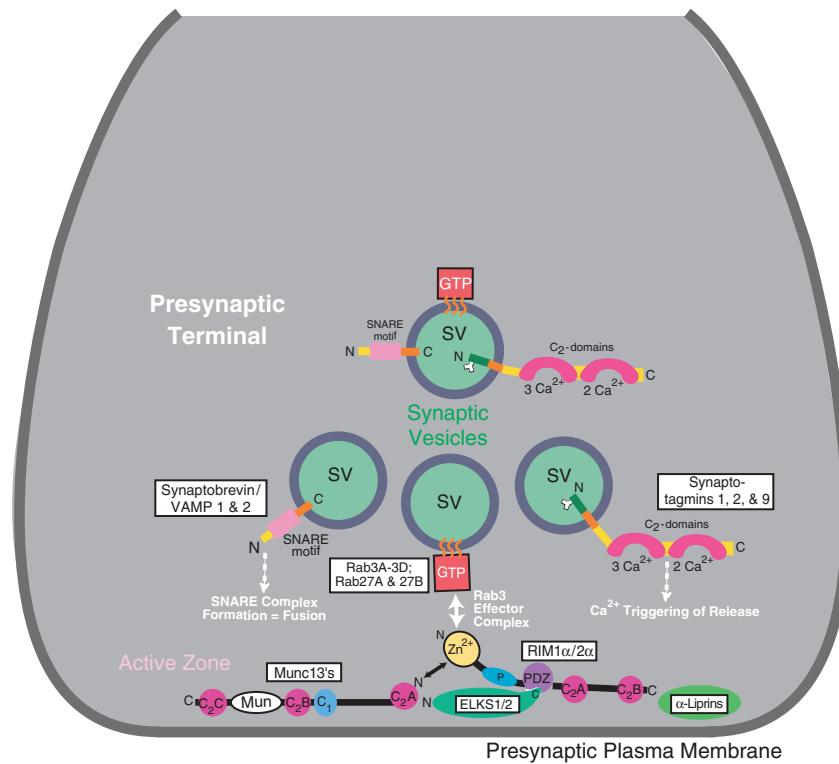 GTP
Presynaptic
Terminal
SNARE
motif
SV
N
C
N
C2-domains
3 Ca2+
2 Ca2+
C
Synaptic
Vesicles
Synaptobrevin/
VAMP 1 & 2
SV
C
N
SNARE
motif
SNARE Complex
Formation = Fusion
SV
Rab3A-3D;
Rab27A & 27B
GTP
Rab3
Effector
Complex
SV
N
Synapto-
tagmins 1, 2, & 9
C2-domains
3 Ca2+
2 Ca2+
C
Ca2+ Triggering of Release
Active Zone
Munc13's
C
C2C
Mun
C2B
C1
C2A
N
N
Zn2+
P
RIM1α/2α
PDZ
C2A
C2B
C
N
ELKS1/2
C
α-Liprins
Presynaptic Plasma Membrane